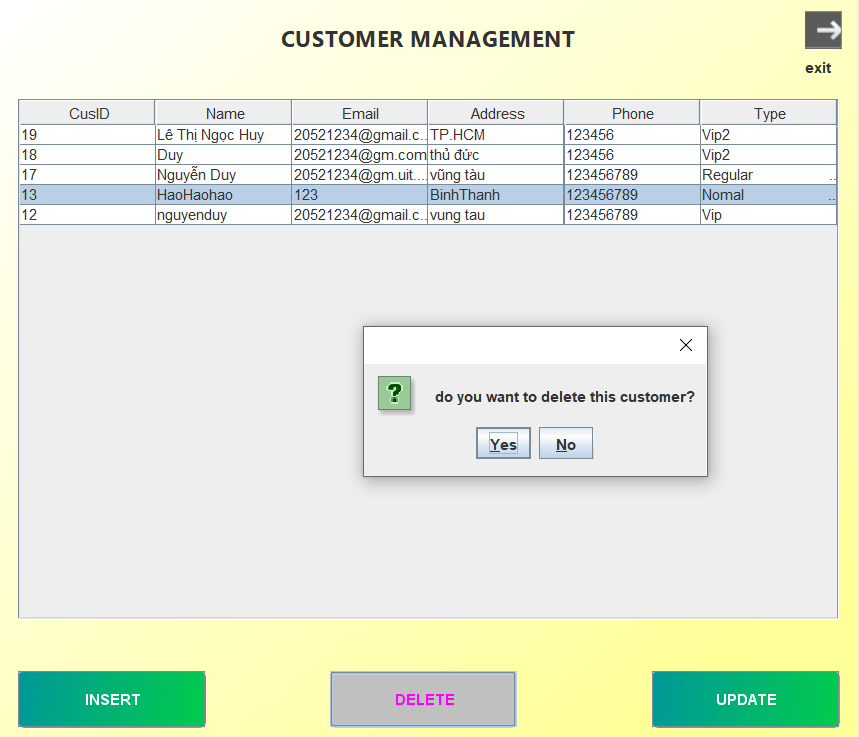 CUSTOMER MANAGEMENT
exit
CusID Name Email Address Phone Type
19 Lê Thị Ngọc Huy 20521234@gmail.c... TP.HCM 123456 Vip2
18 Duy 20521234@gm.com thủ đức 123456 Vip2
17 Nguyễn Duy 20521234@gm.uit.... vũng tàu 123456789 Regular ..
13 HaoHaohao 123 BinhThanh 123456789 Nomal ..
12 nguyenduy 20521234@gmail.c... vung tau 123456789 Vip
?
do you want to delete this customer?
Yes No
INSERT DELETE UPDATE